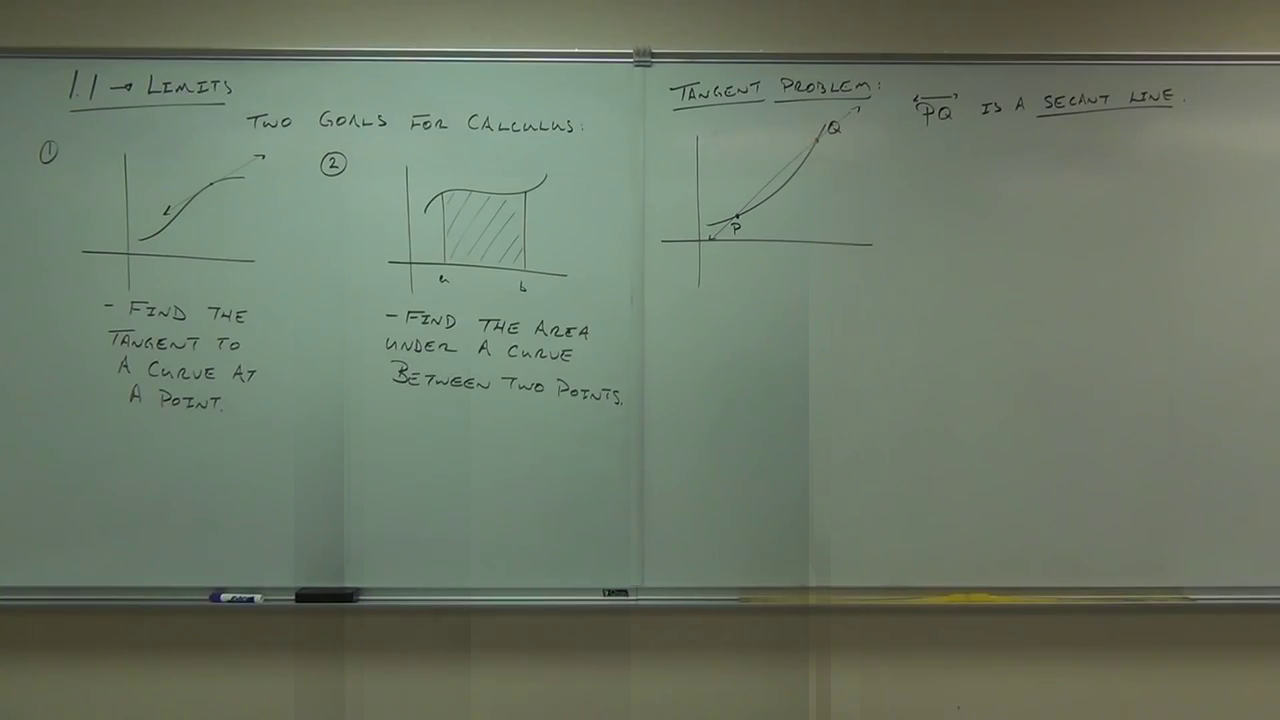 1.1 → LIMITS
TWO GOALS FOR CALCULUS:
①
- FIND THE
TANGENT TO
A CURVE AT
A POINT.
②
a b
- FIND THE AREA
UNDER A CURVE
BETWEEN TWO POINTS.
TANGENT PROBLEM:
Q
P
PQ IS A SECANT LINE.